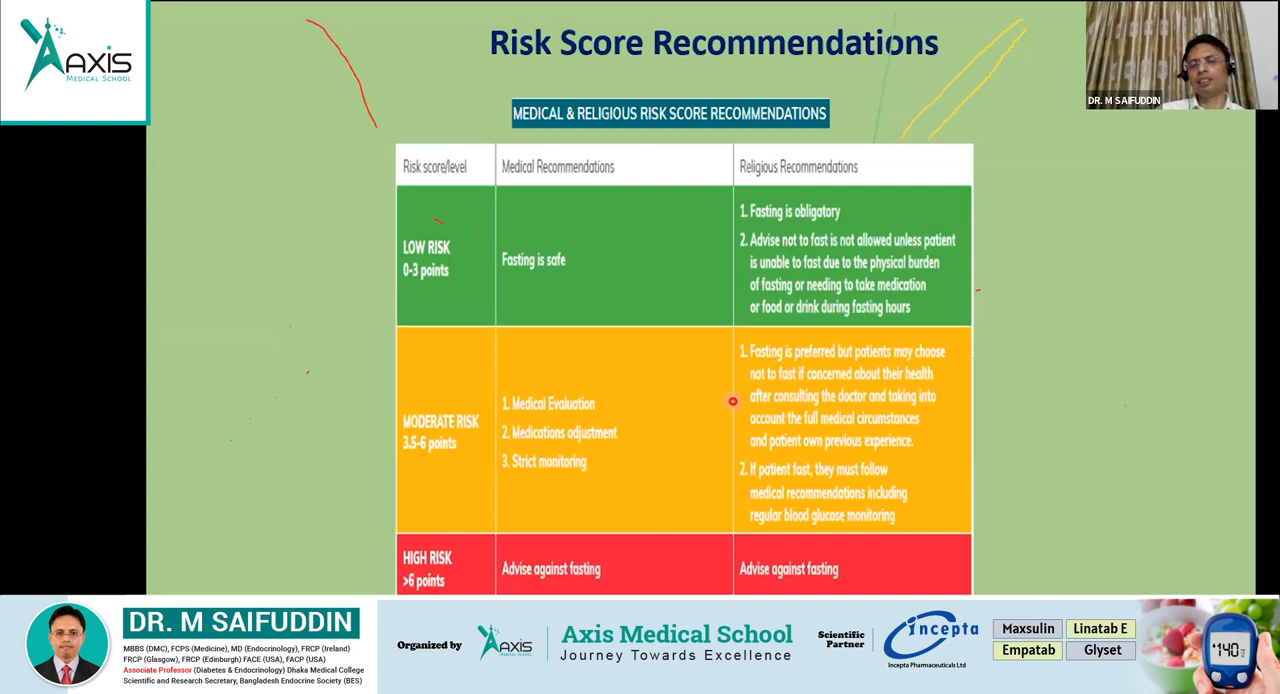 AXIS
MEDICAL SCHOOL
Risk Score Recommendations
DR. M SAIFUDDIN
MEDICAL & RELIGIOUS RISK SCORE RECOMMENDATIONS
Risk score/level
Medical Recommendations
Religious Recommendations
LOW RISK
0-3 points
Fasting is safe
1. Fasting is obligatory
2. Advise not to fast is not allowed unless patient
is unable to fast due to the physical burden
of fasting or needing to take medication
or food or drink during fasting hours
MODERATE RISK
3.5-6 points
1. Medical Evaluation
2. Medications adjustment
3. Strict monitoring
1. Fasting is preferred but patients may choose
not to fast if concerned about their health
after consulting the doctor and taking into
account the full medical circumstances
and patient own previous experience.
2. If patient fast, they must follow
medical recommendations including
regular blood glucose monitoring
HIGH RISK
>6 points
Advise against fasting
Advise against fasting
DR. M SAIFUDDIN
MBBS (DMC), FCPS (Medicine), MD (Endocrinology), FRCP (Ireland)
FRCP (Glasgow), FRCP (Edinburgh) FACE (USA), FACP (USA)
Associate Professor (Diabetes & Endocrinology) Dhaka Medical College
Scientific and Research Secretary, Bangladesh Endocrine Society (BES)
Organized by
AXIS
MEDICAL SCHOOL
Axis Medical School
Journey Towards Excellence
Scientific
Partner
incepta
Incepta Pharmaceuticals Ltd
Maxsulin
Linatab E
Empatab
Glyset
140